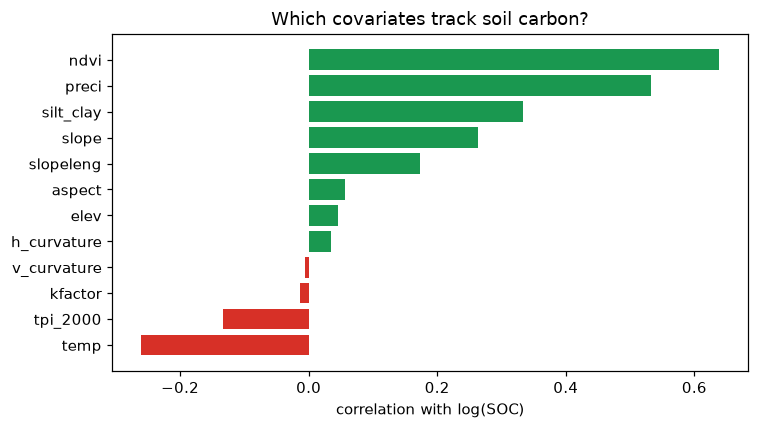 Which covariates track soil carbon?
ndvi
preci
silt_clay
slope
slopeleng
aspect
elev
h_curvature
v_curvature
kfactor
tpi_2000
temp
−0.2 0.0 0.2 0.4 0.6
correlation with log(SOC)